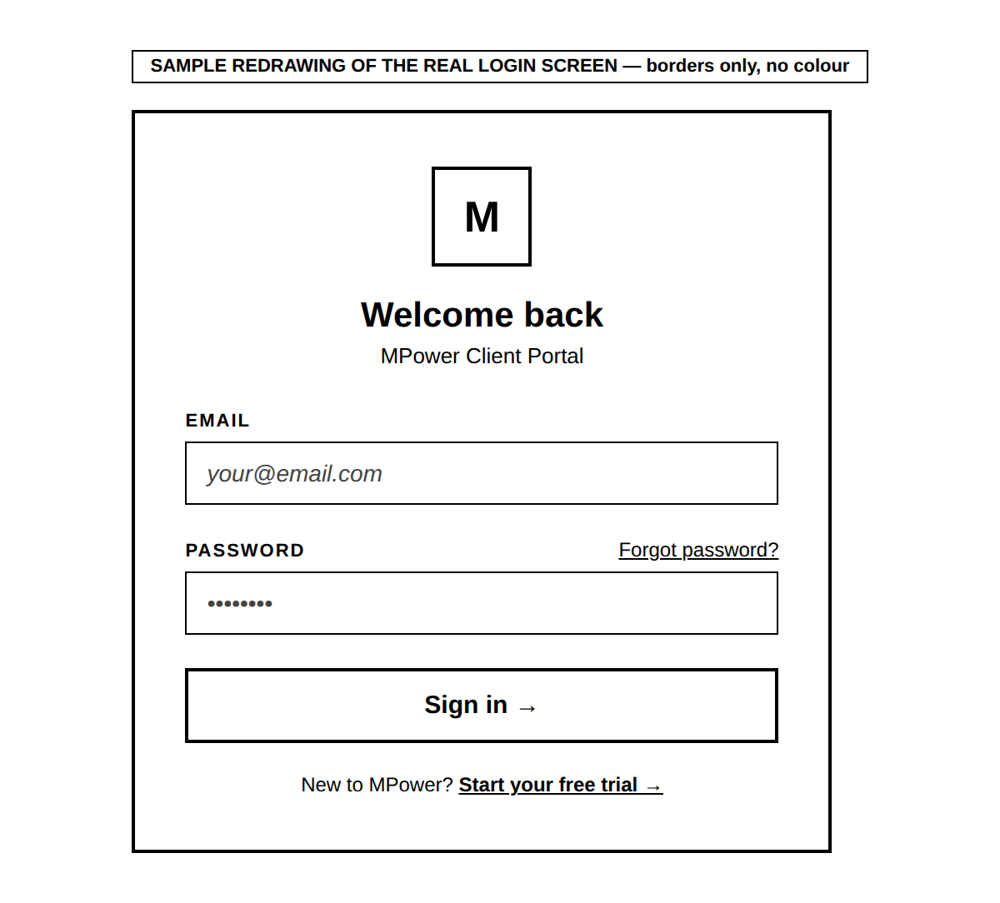 SAMPLE REDRAWING OF THE REAL LOGIN SCREEN — borders only, no colour
M
Welcome back
MPower Client Portal
EMAIL
your@email.com
PASSWORD Forgot password?
••••••••
Sign in →
New to MPower? Start your free trial →